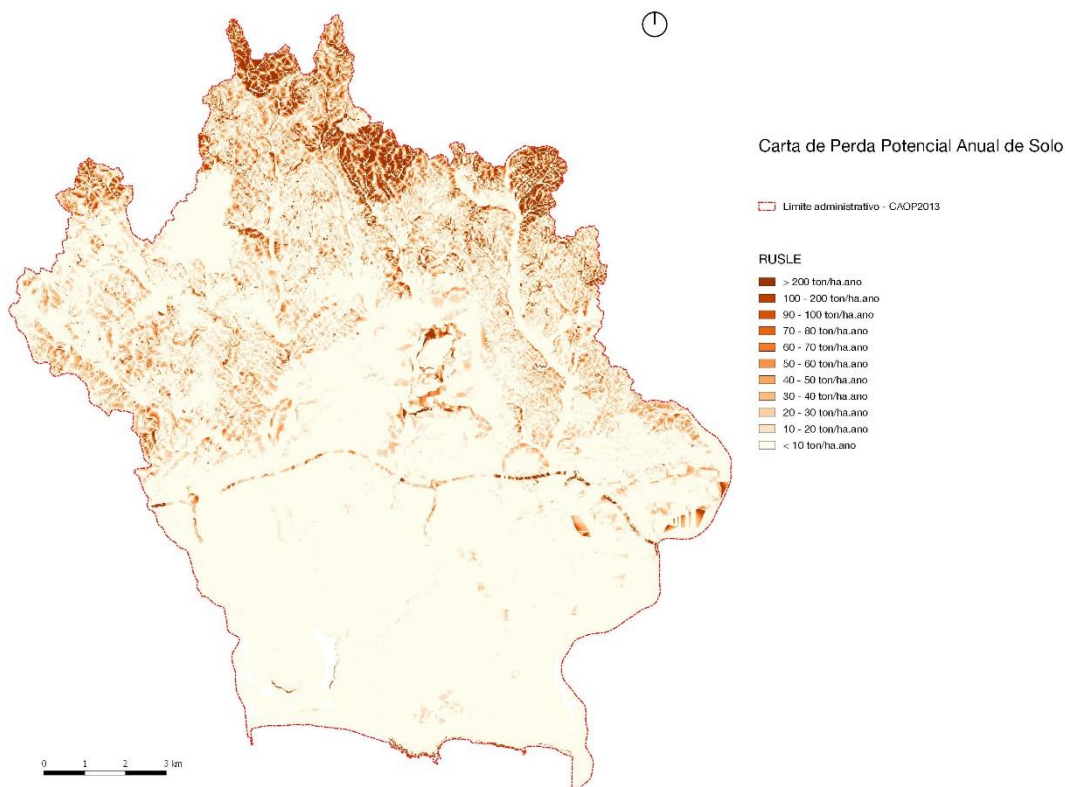 Carta de Perda Potencial Anual de Solo
Limite administrativo - CAOP2013
RUSLE
> 200 ton/ha.ano
100 - 200 ton/ha.ano
90 - 100 ton/ha.ano
70 - 80 ton/ha.ano
60 - 70 ton/ha.ano
50 - 60 ton/ha.ano
40 - 50 ton/ha.ano
30 - 40 ton/ha.ano
20 - 30 ton/ha.ano
10 - 20 ton/ha.ano
< 10 ton/ha.ano
0 1 2 3 km